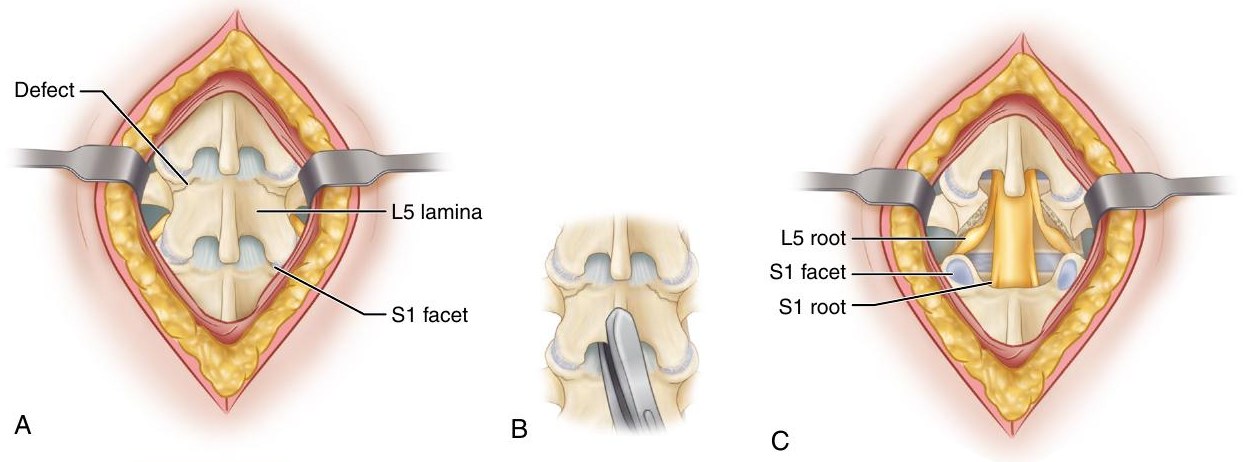 Defect
L5 lamina
S1 facet
A
B
L5 root
S1 facet
S1 root
C